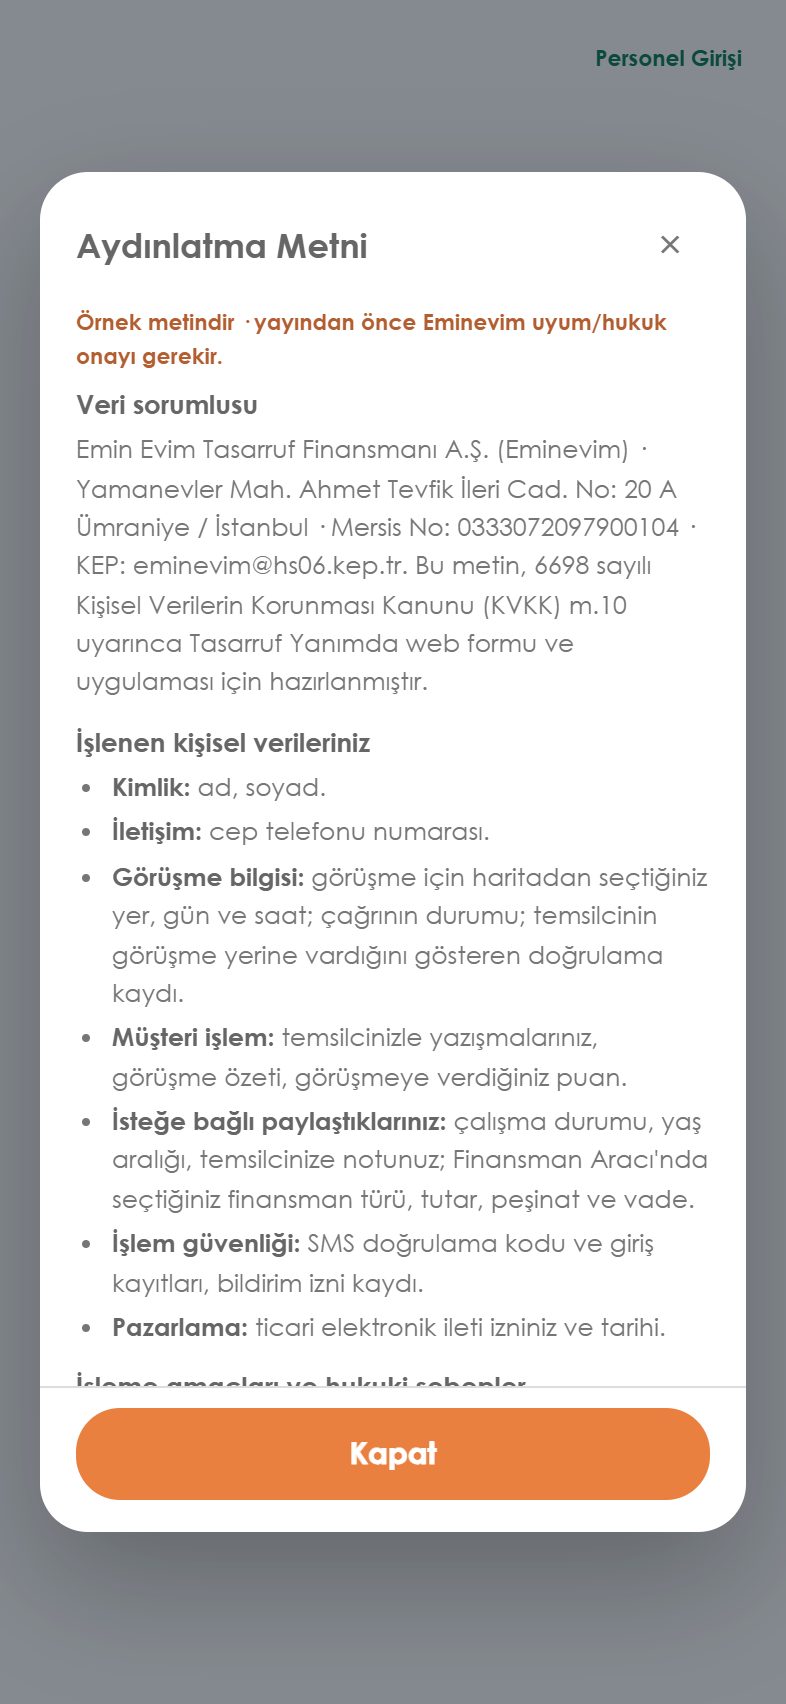 Personel Girişi
Aydınlatma Metni ×
Örnek metindir · yayından önce Eminevim uyum/hukuk
onayı gerekir.
Veri sorumlusu
Emin Evim Tasarruf Finansmanı A.Ş. (Eminevim) ·
Yamanevler Mah. Ahmet Tevfik İleri Cad. No: 20 A
Ümraniye / İstanbul · Mersis No: 0333072097900104 ·
KEP: eminevim@hs06.kep.tr. Bu metin, 6698 sayılı
Kişisel Verilerin Korunması Kanunu (KVKK) m.10
uyarınca Tasarruf Yanımda web formu ve
uygulaması için hazırlanmıştır.
İşlenen kişisel verileriniz
• Kimlik: ad, soyad.
• İletişim: cep telefonu numarası.
• Görüşme bilgisi: görüşme için haritadan seçtiğiniz
yer, gün ve saat; çağrının durumu; temsilcinin
görüşme yerine vardığını gösteren doğrulama
kaydı.
• Müşteri işlem: temsilcinizle yazışmalarınız,
görüşme özeti, görüşmeye verdiğiniz puan.
• İsteğe bağlı paylaştıklarınız: çalışma durumu, yaş
aralığı, temsilcinize notunuz; Finansman Aracı'nda
seçtiğiniz finansman türü, tutar, peşinat ve vade.
• İşlem güvenliği: SMS doğrulama kodu ve giriş
kayıtları, bildirim izni kaydı.
• Pazarlama: ticari elektronik ileti izniniz ve tarihi.
İşleme amaçları ve hukuki sebepler
Kapat